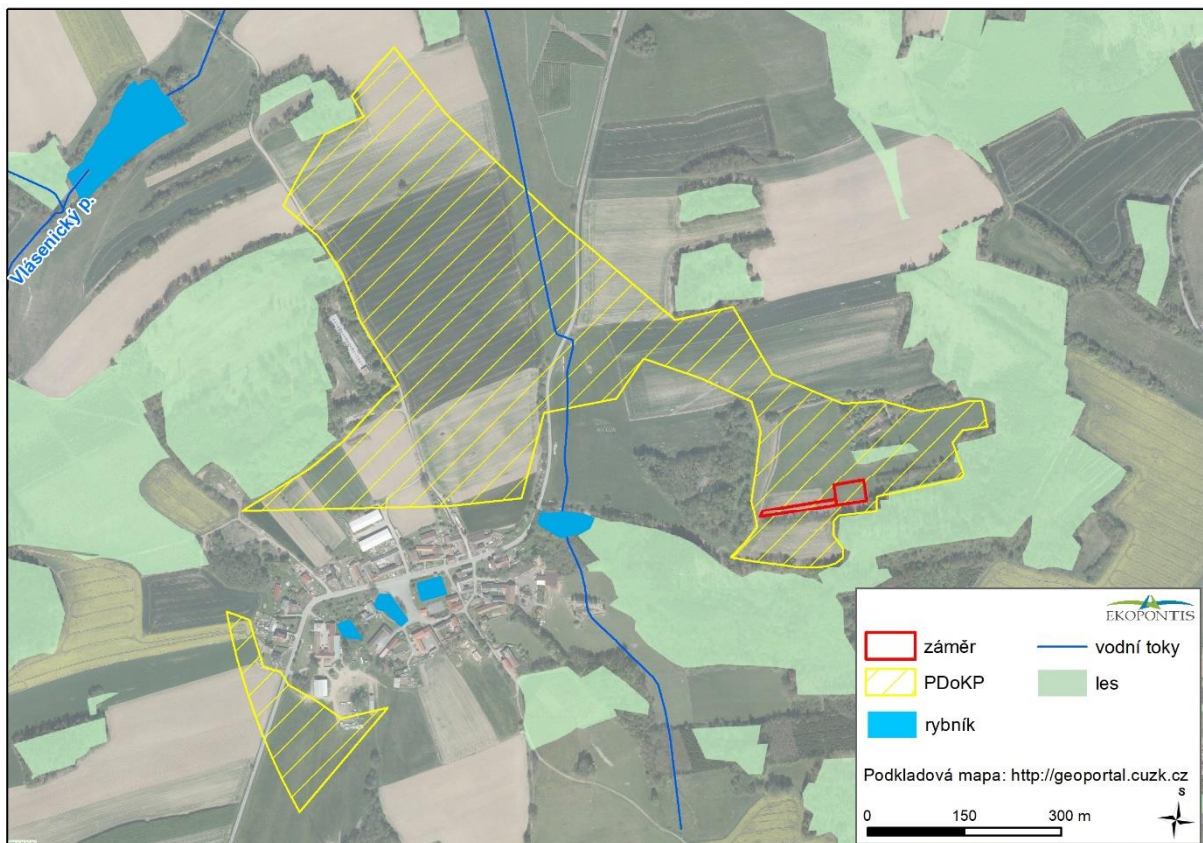 Vlásenický p.
EKOPONTIS
záměr
vodní toky
PDoKP
les
rybník
Podkladová mapa: http://geoportal.cuzk.cz
S
0 150 300 m